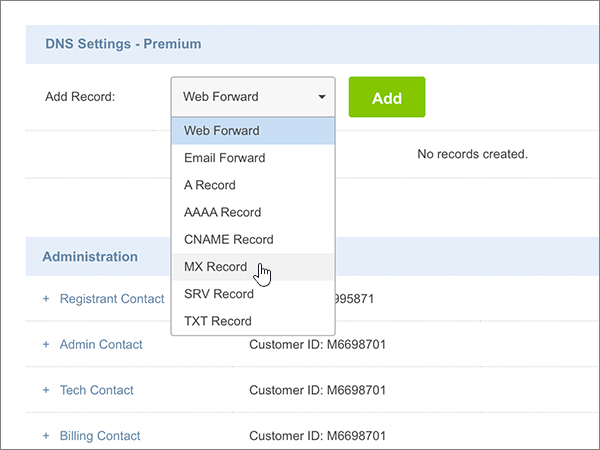 DNS Settings - Premium
Add Record:
Web Forward
Add
Web Forward
Email Forward
No records created.
A Record
AAAA Record
CNAME Record
Administration
MX Record
SRV Record
+ Registrant Contact
995871
TXT Record
+ Admin Contact
Customer ID: M6698701
+ Tech Contact
Customer ID: M6698701
+ Billing Contact
Customer ID: M6698701